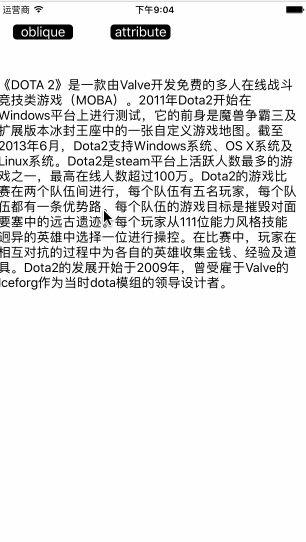 运营商 下午9:04
oblique attribute
《DOTA 2》是一款由Valve开发免费的多人在线战斗
竞技类游戏（MOBA）。2011年Dota2开始在
Windows平台上进行测试，它的前身是魔兽争霸三及
扩展版本冰封王座中的一张自定义游戏地图。截至
2013年6月，Dota2支持Windows系统、OS X系统及
Linux系统。Dota2是steam平台上活跃人数最多的游
戏之一，最高在线人数超过100万。Dota2的游戏比
赛在两个队伍间进行，每个队伍有五名玩家，每个队
伍都有一条优势路，每个队伍的游戏目标是摧毁对面
要塞中的远古遗迹。每个玩家从111位能力风格技能
迥异的英雄中选择一位进行操控。在比赛中，玩家在
相互对抗的过程中为各自的英雄收集金钱、经验及道
具。Dota2的发展开始于2009年，曾受雇于Valve的
Iceforg作为当时dota模组的领导设计者。